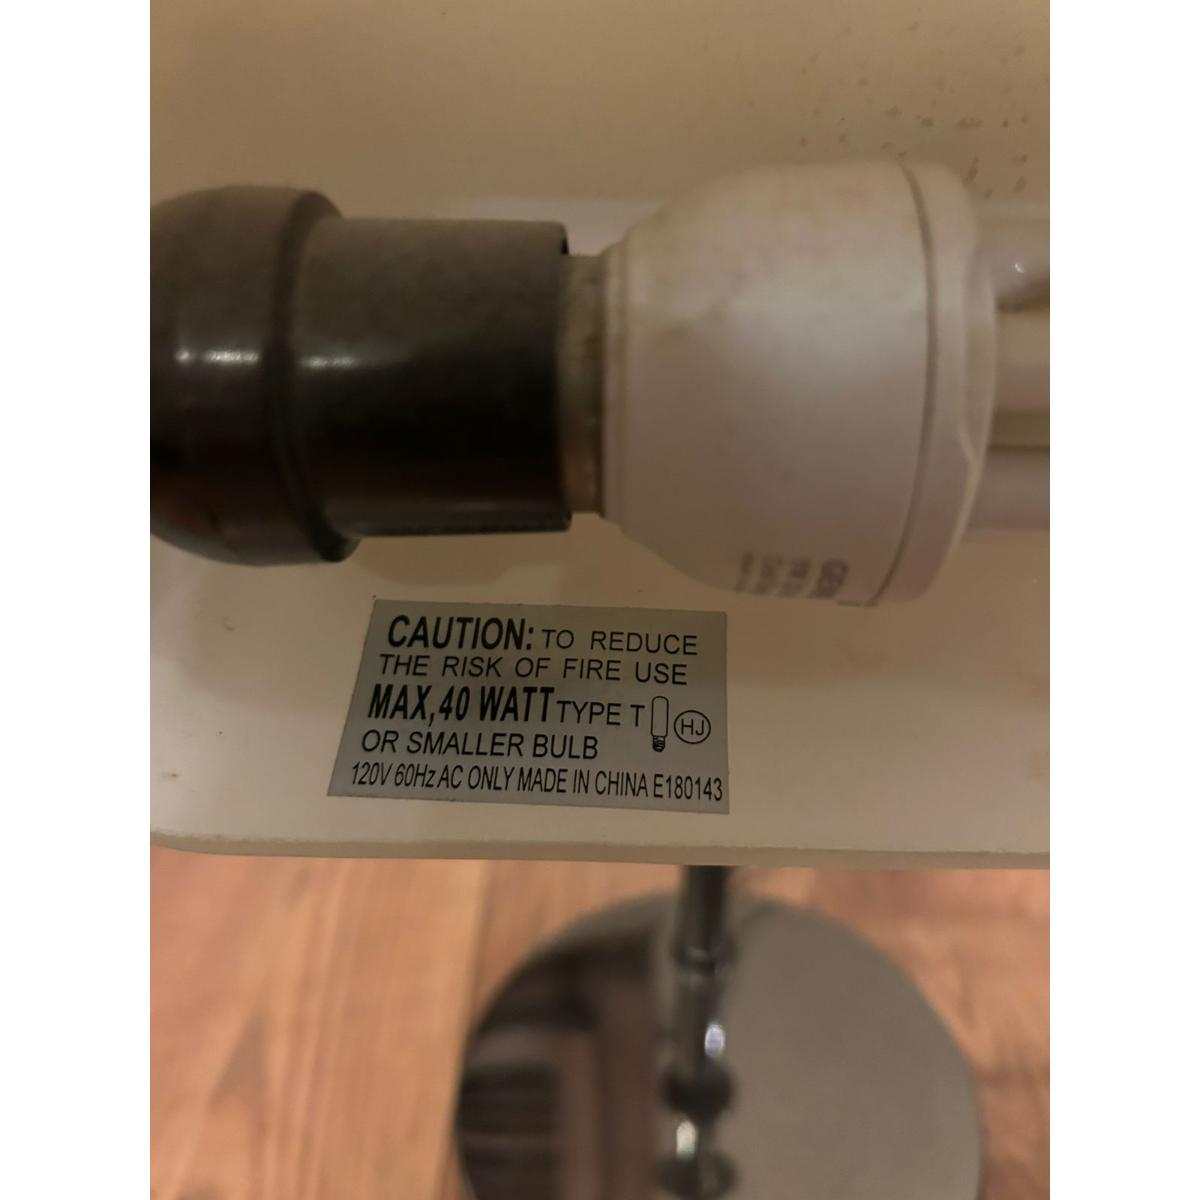 CAUTION: TO REDUCE
THE RISK OF FIRE USE
MAX,40 WATT TYPE T HJ
OR SMALLER BULB
120V 60Hz AC ONLY MADE IN CHINA E180143